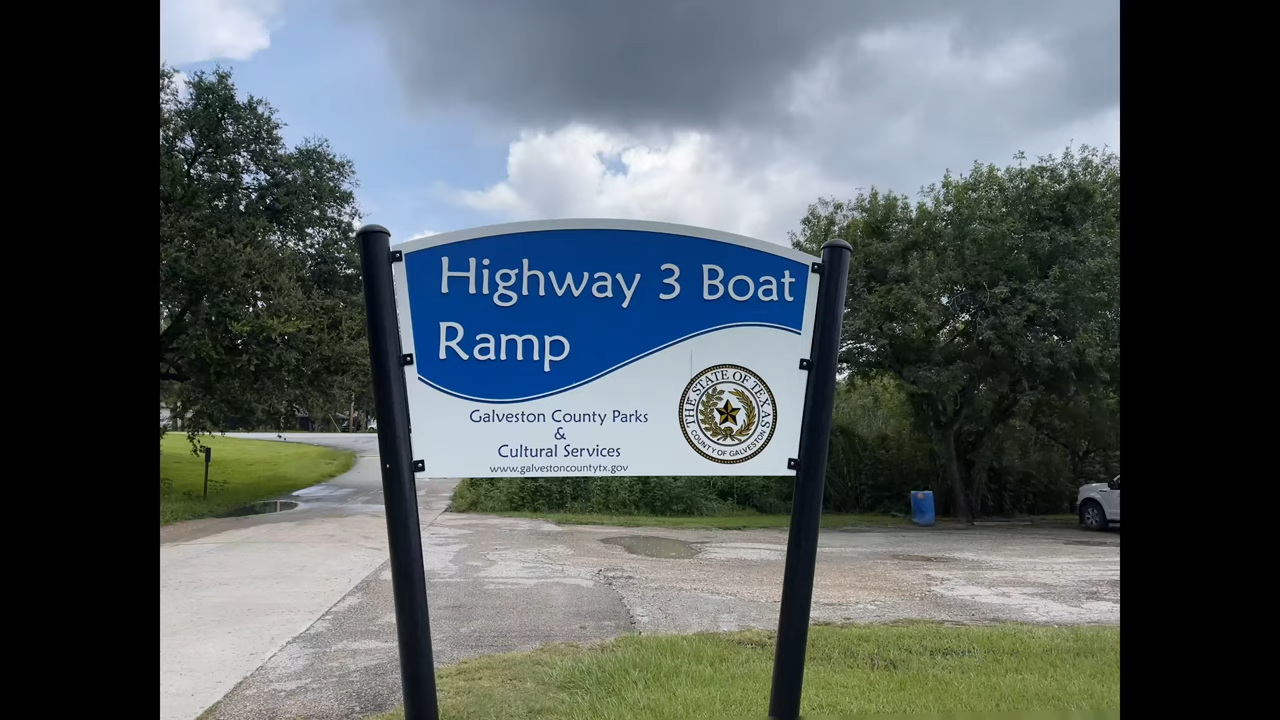 Highway 3 Boat
Ramp
Galveston County Parks
&
Cultural Services
www.galvestoncountytx.gov
THE STATE OF TEXAS
COUNTY OF GALVESTON